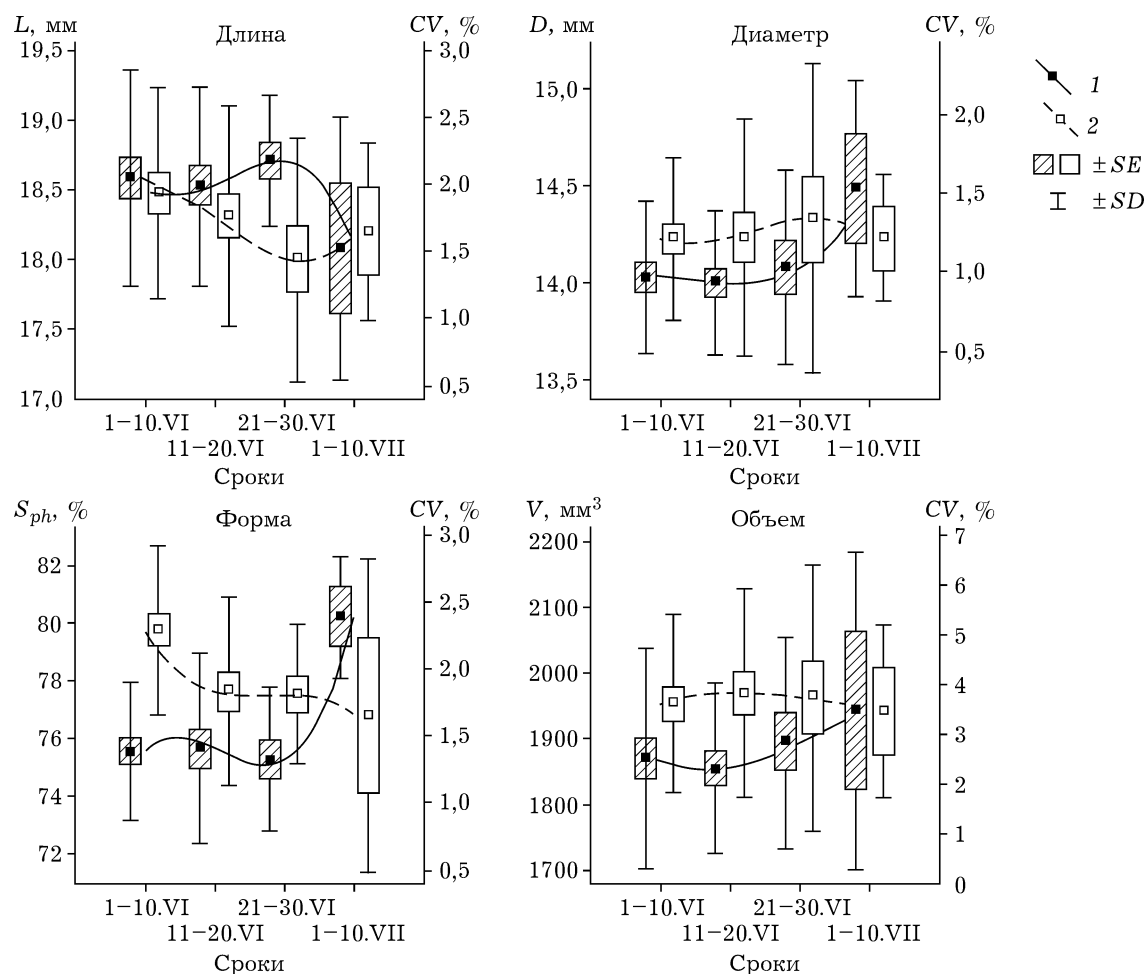 L, мм
Длина
CV, %
19,5
19,0
18,5
18,0
17,5
17,0
3,0
2,5
2,0
1,5
1,0
0,5
1–10.VI
21–30.VI
11–20.VI
1–10.VII
Сроки
D, мм
Диаметр
CV, %
15,0
14,5
14,0
13,5
2,0
1,5
1,0
0,5
1–10.VI
21–30.VI
11–20.VI
1–10.VII
Сроки
1
2
±SE
±SD
Sph, %
Форма
CV, %
82
80
78
76
74
72
3,0
2,5
2,0
1,5
1,0
0,5
1–10.VI
21–30.VI
11–20.VI
1–10.VII
Сроки
V, мм³
Объем
CV, %
2200
2100
2000
1900
1800
1700
7
6
5
4
3
2
1
0
1–10.VI
21–30.VI
11–20.VI
1–10.VII
Сроки